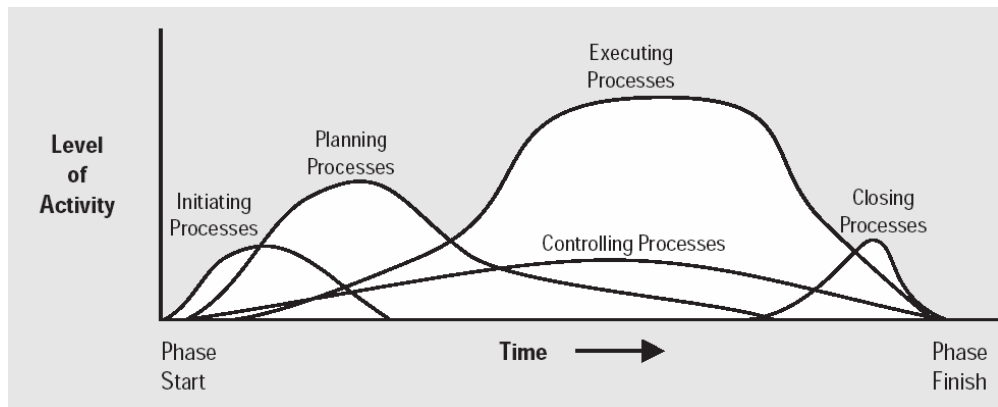 Executing
Processes
Planning
Processes
Level
of
Activity
Initiating
Processes
Closing
Processes
Controlling Processes
Phase
Start
Time
Phase
Finish